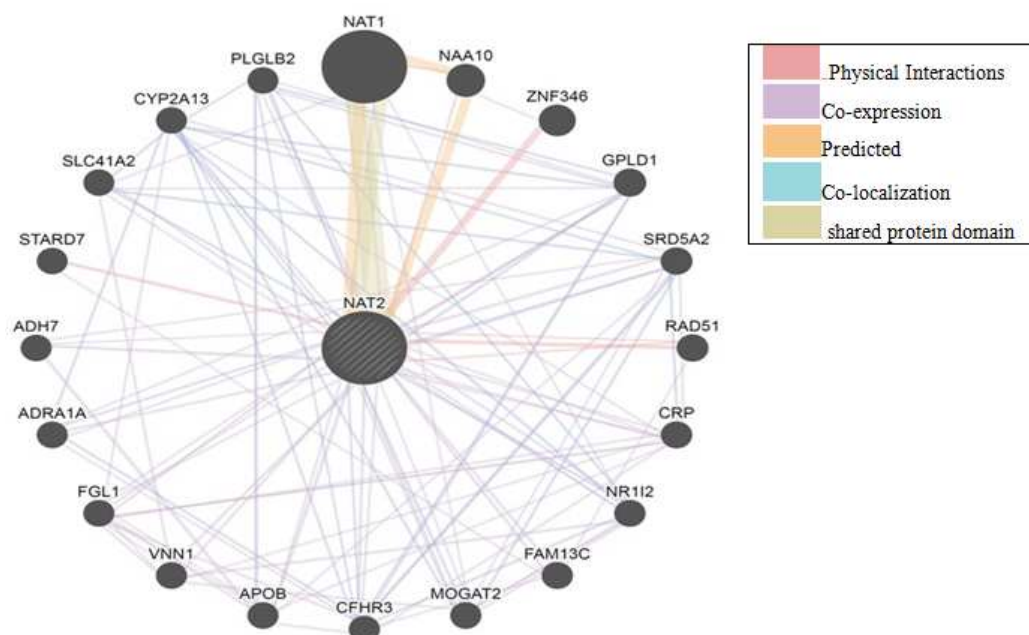 NAT1
PLGLB2
NAA10
CYP2A13
ZNF346
SLC41A2
GPLD1
STARD7
SRD5A2
NAT2
ADH7
RAD51
ADRA1A
CRP
FGL1
NR1I2
VNN1
FAM13C
APOB
CFHR3
MOGAT2
..Physical Interactions
Co-expression
Predicted
Co-localization
shared protein domain